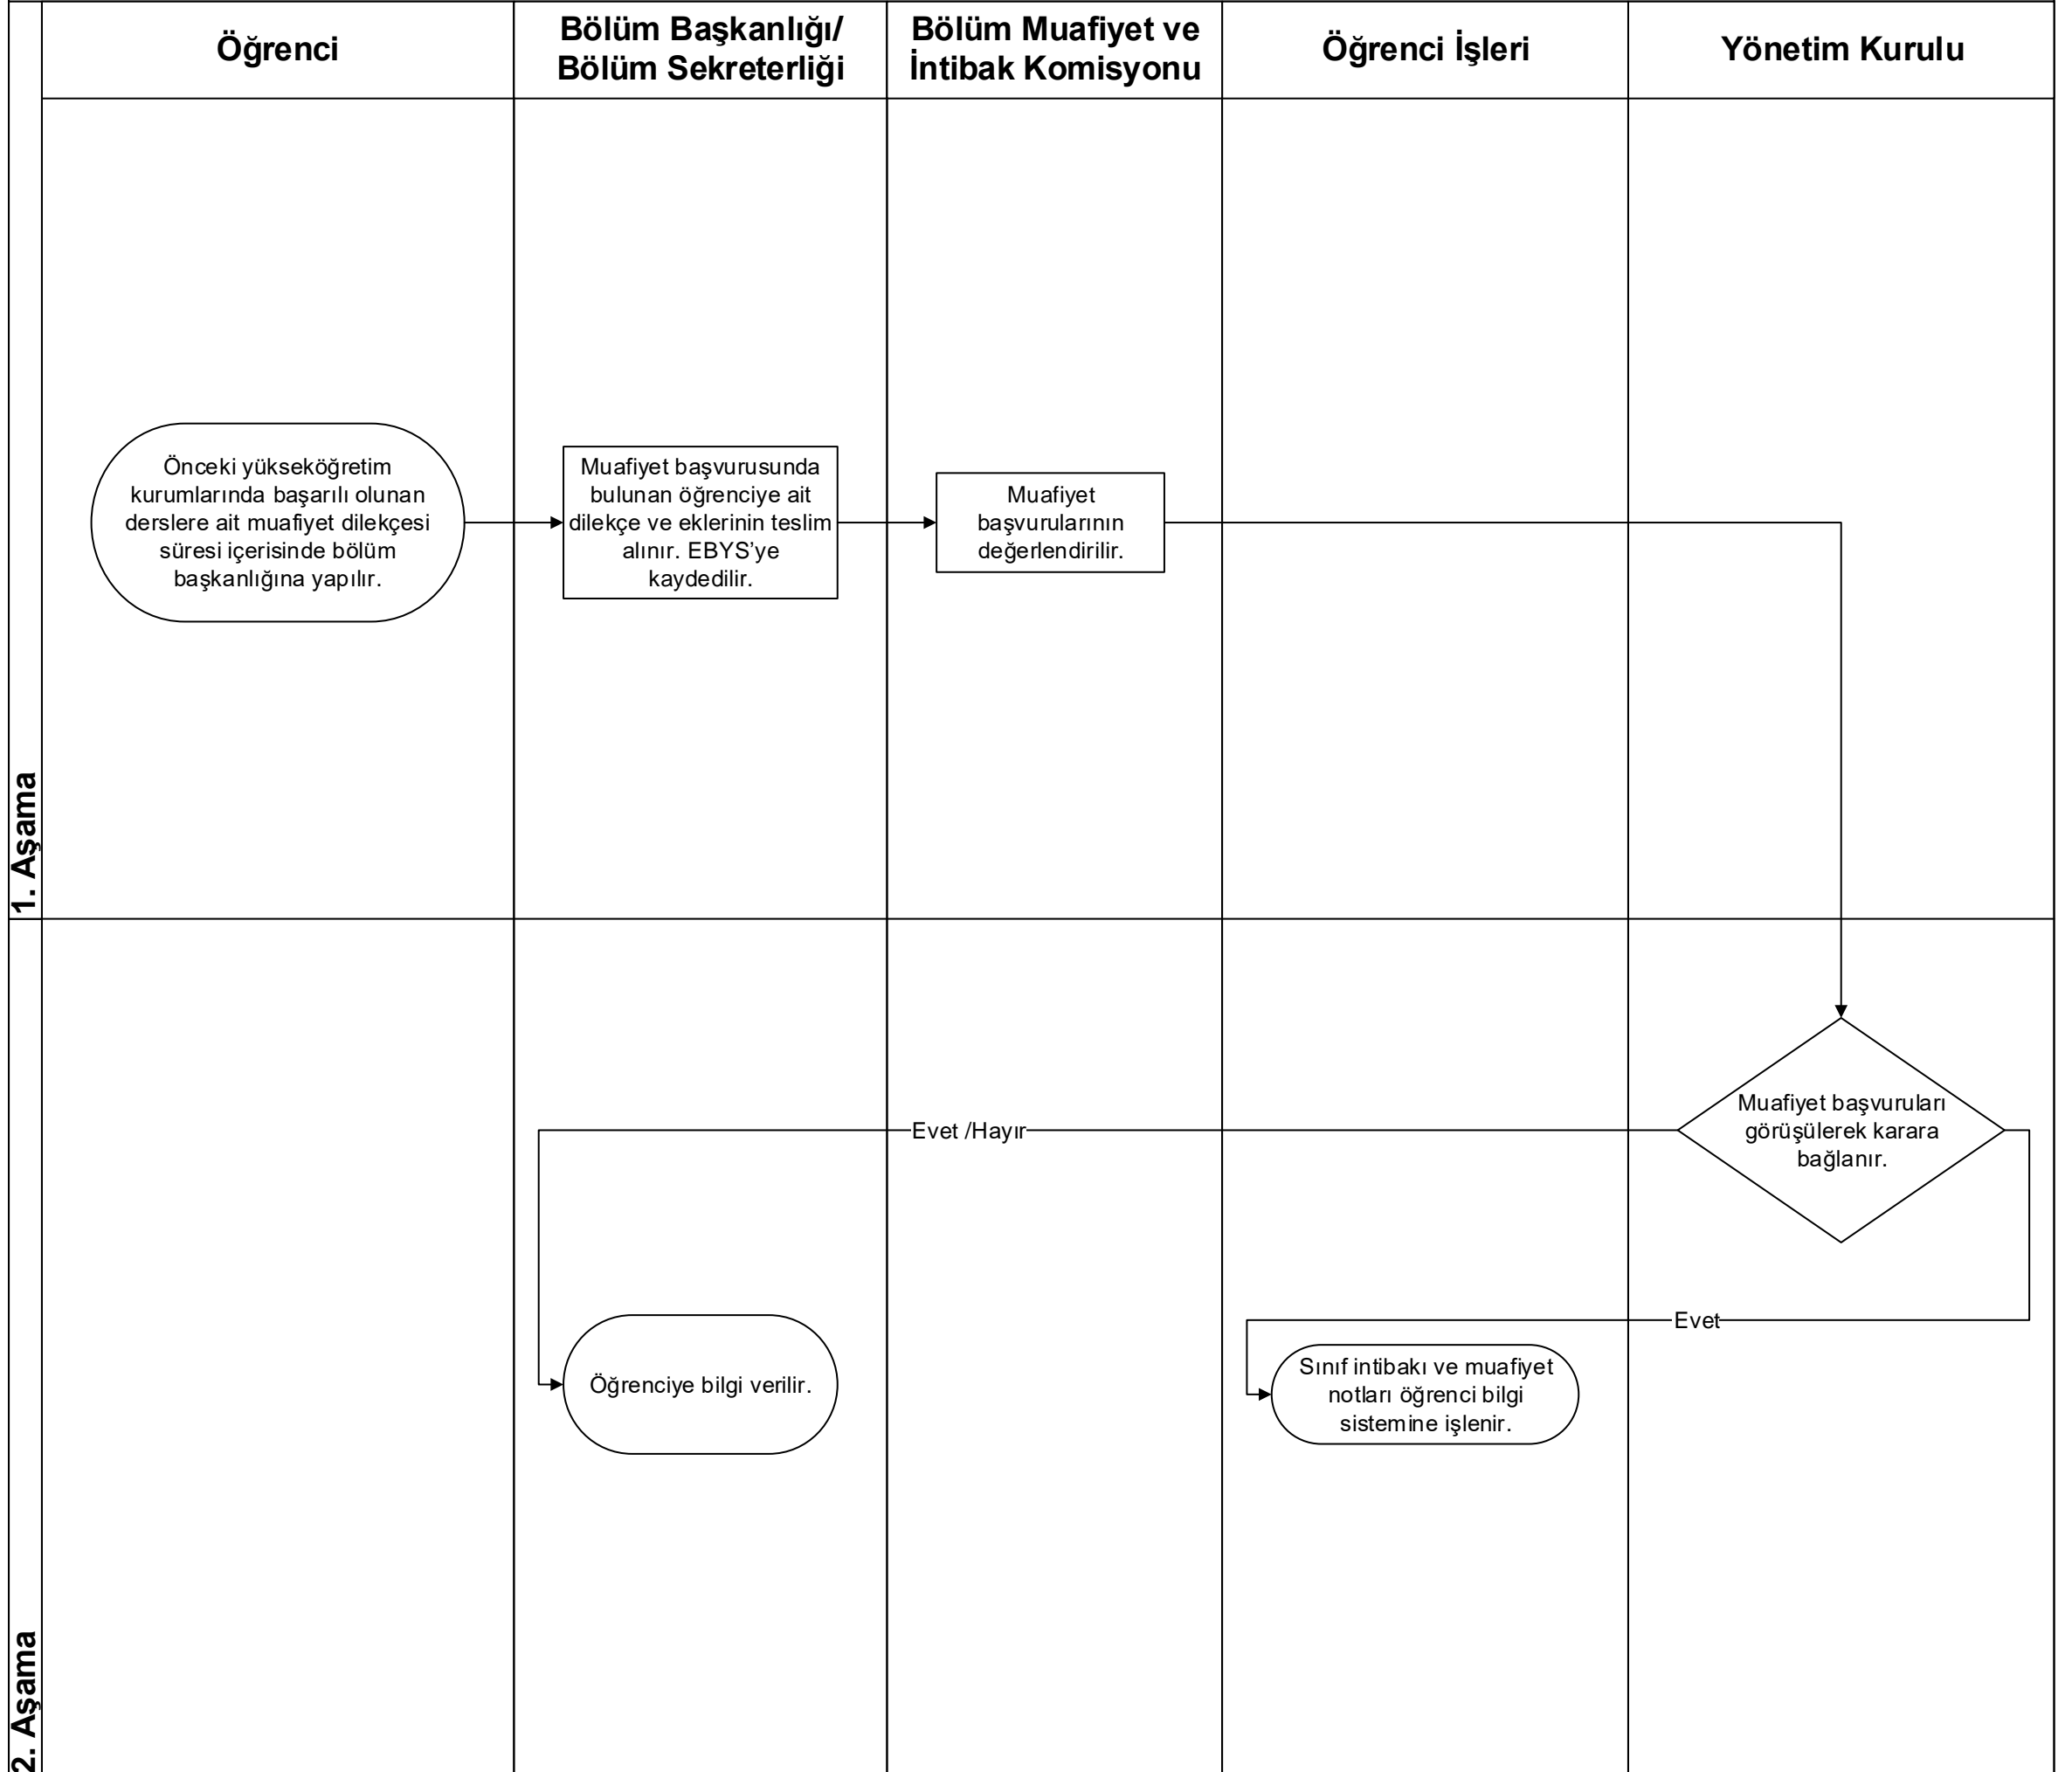 Öğrenci
Bölüm Başkanlığı/
Bölüm Sekreterliği
Bölüm Muafiyet ve
İntibak Komisyonu
Öğrenci İşleri
Yönetim Kurulu
1. Aşama
Önceki yükseköğretim
kurumlarında başarılı olunan
derslere ait muafiyet dilekçesi
süresi içerisinde bölüm
başkanlığına yapılır.
Muafiyet başvurusunda
bulunan öğrenciye ait
dilekçe ve eklerinin teslim
alınır. EBYS’ye
kaydedilir.
Muafiyet
başvurularının
değerlendirilir.
2. Aşama
Muafiyet başvuruları
görüşülerek karara
bağlanır.
Evet /Hayır
Evet
Öğrenciye bilgi verilir.
Sınıf intibakı ve muafiyet
notları öğrenci bilgi
sistemine işlenir.